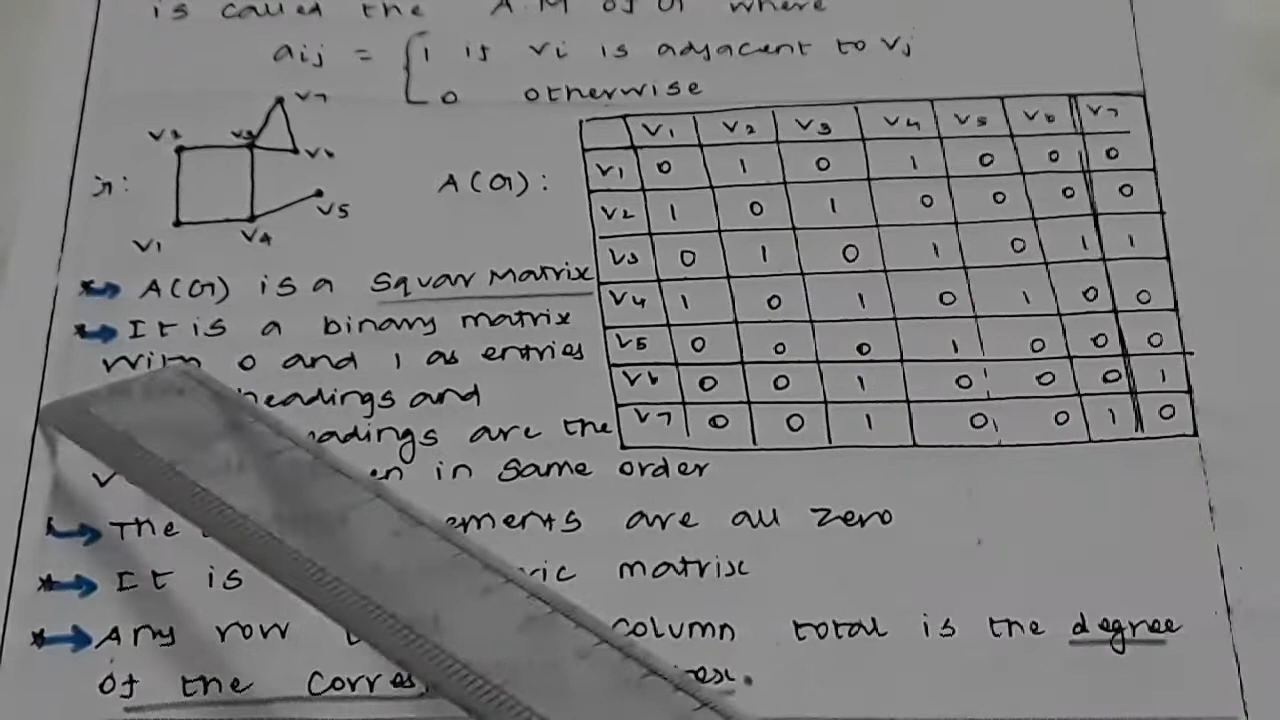 is called the A.M of G where
aij = { 1 if vi is adjacent to vj
0 otherwise
V7
V2 V3 V6
G: A(G):
V5
V1 V4
V1 V2 V3 V4 V5 V6 V7
V1 0 1 0 1 0 0 0
V2 1 0 1 0 0 0 0
V3 0 1 0 1 0 1 1
V4 1 0 1 0 1 0 0
V5 0 0 0 1 0 0 0
V6 0 0 1 0 0 0 1
V7 0 0 1 0 0 1 0
A(G) is a Squar Matrix
It is a binary matrix
with 0 and 1 as entries
headings and
are the
in same order
The are all zero
It is matrix
Any row column total is the degree
of the